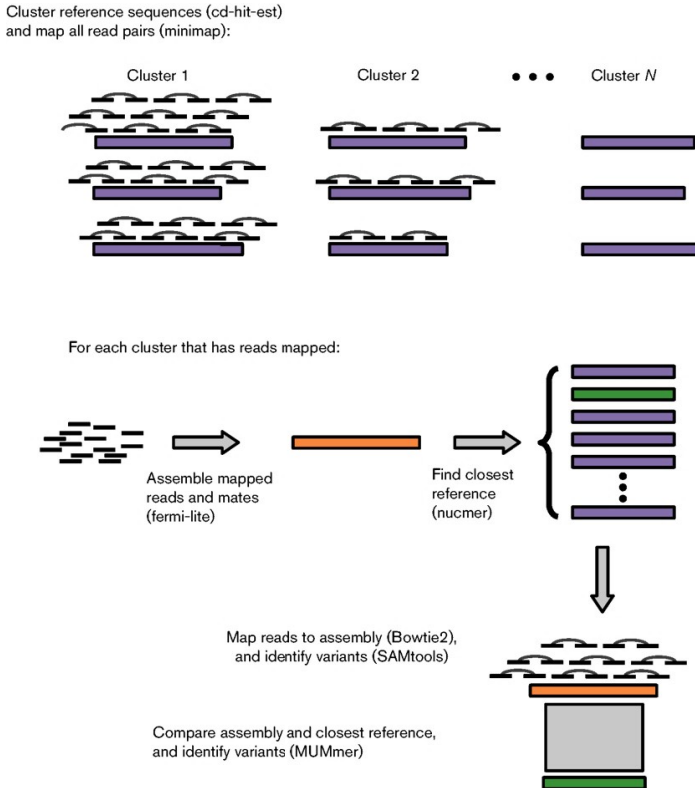 Cluster reference sequences (cd-hit-est)
and map all read pairs (minimap):
Cluster 1
Cluster 2
Cluster N
For each cluster that has reads mapped:
Assemble mapped
reads and mates
(fermi-lite)
Find closest
reference
(nucmer)
Map reads to assembly (Bowtie2),
and identify variants (SAMtools)
Compare assembly and closest reference,
and identify variants (MUMmer)